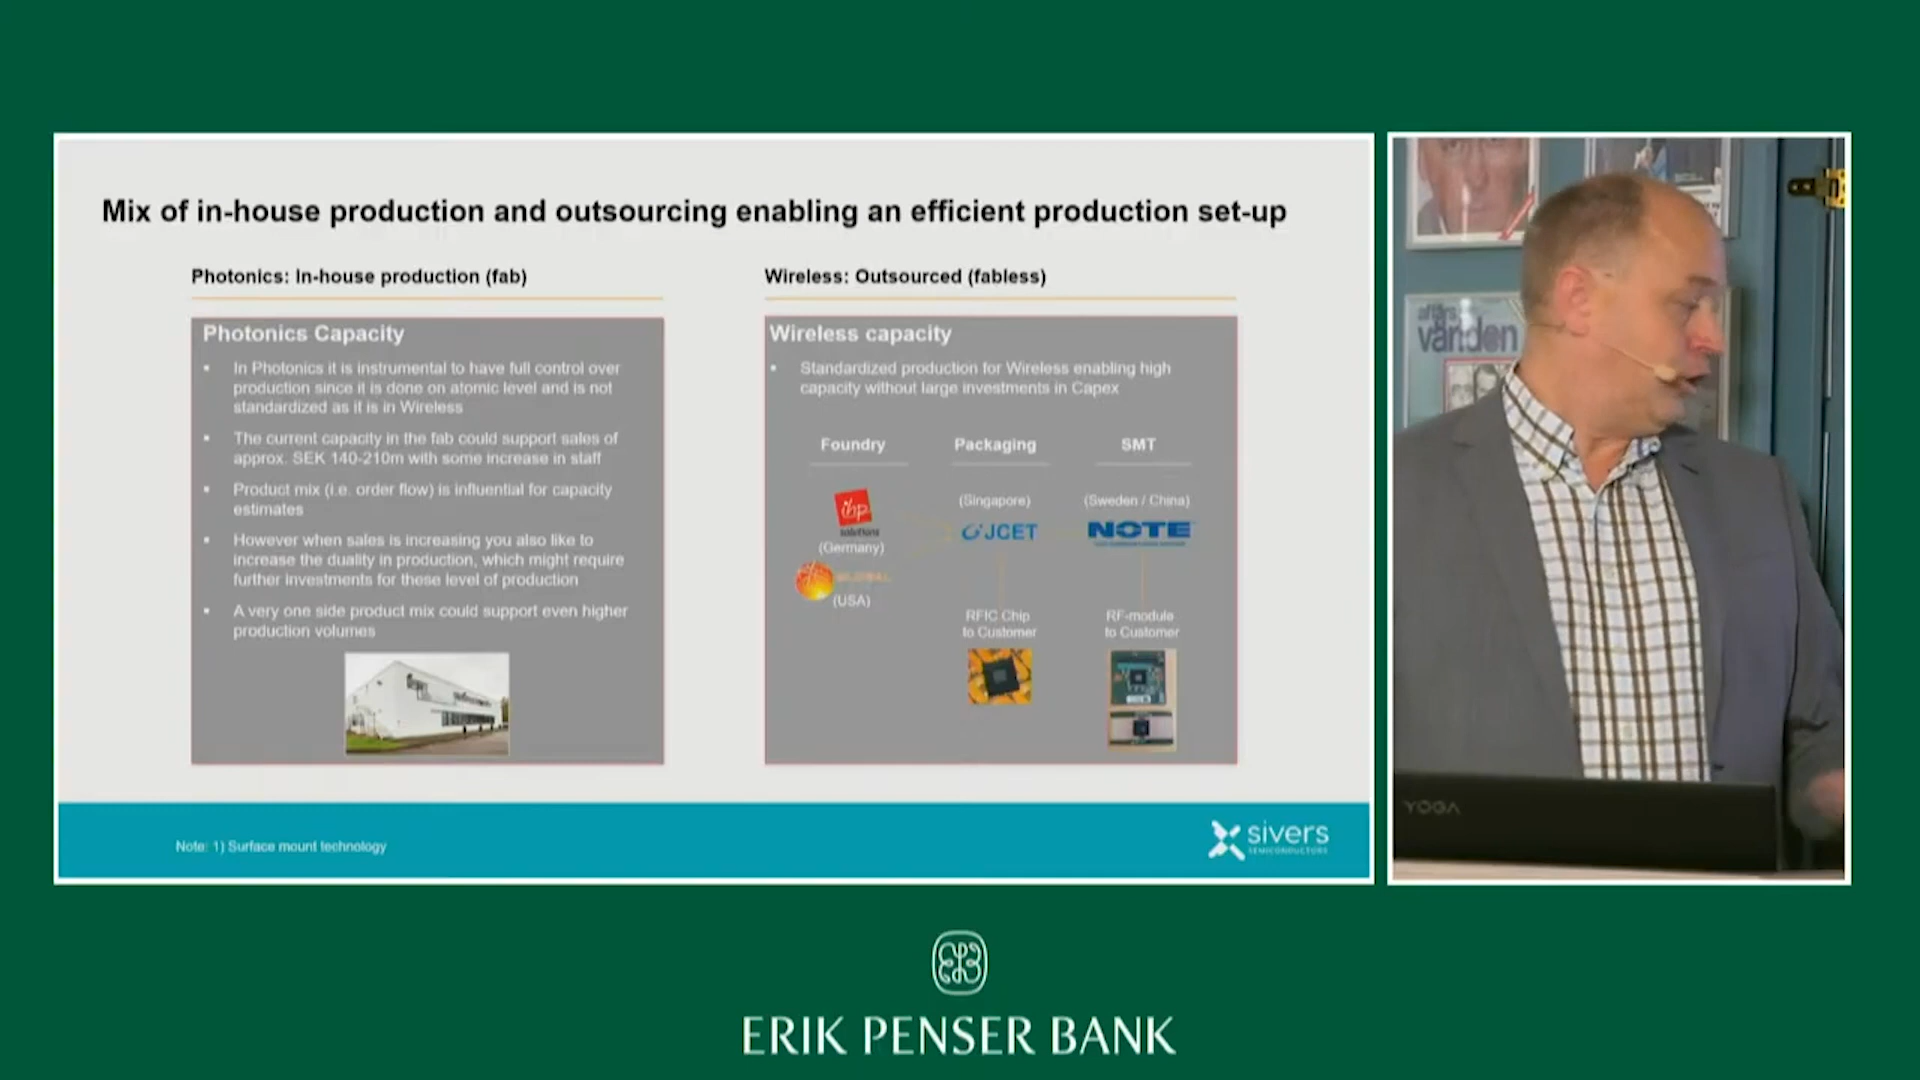 Mix of in-house production and outsourcing enabling an efficient production set-up
Photonics: In-house production (fab)
Photonics Capacity
In Photonics it is instrumental to have full control over
production since it is done on atomic level and is not
standardized as it is in Wireless
The current capacity in the fab could support sales of
approx. SEK 140-210m with some increase in staff
Product mix (i.e. order flow) is influential for capacity
estimates
However when sales is increasing you also like to
increase the duality in production, which might require
further investments for these level of production
A very one side product mix could support even higher
production volumes
Wireless: Outsourced (fabless)
Wireless capacity
Standardized production for Wireless enabling high
capacity without large investments in Capex
Foundry
ihp
solutions
(Germany)
GLOBAL
(USA)
Packaging
(Singapore)
JCET
RFIC Chip
to Customer
SMT
(Sweden / China)
NOTE
RF-module
to Customer
Note: 1) Surface mount technology
sivers
SEMICONDUCTORS
affärs
världen
YOGA
ERIK PENSER BANK